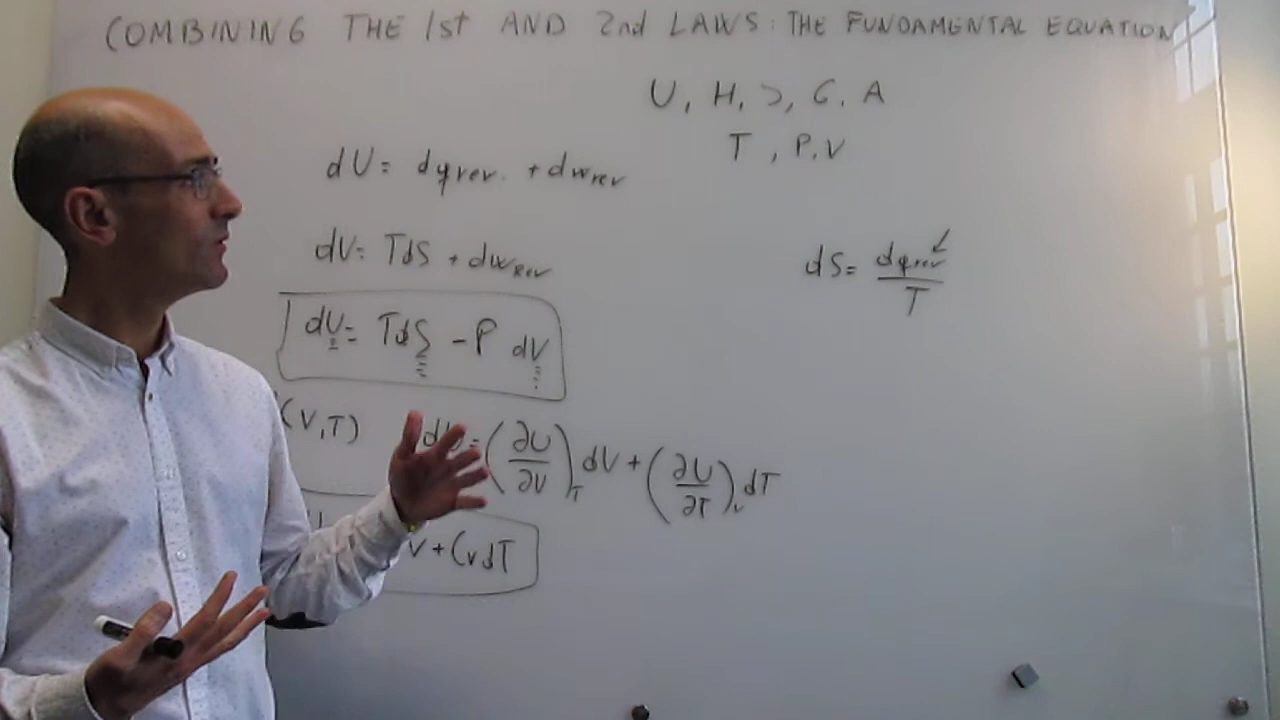 COMBINING THE 1st AND 2nd LAWS: THE FUNDAMENTAL EQUATION
U, H, S, G, A
T, P, V
dU = dqrev. + dwrev
dU = TdS + dwRev
dS = dqrev / T
dU = TdS - P dV
(V,T) dU = (∂U/∂V)T dV + (∂U/∂T)V dT
V + CVdT